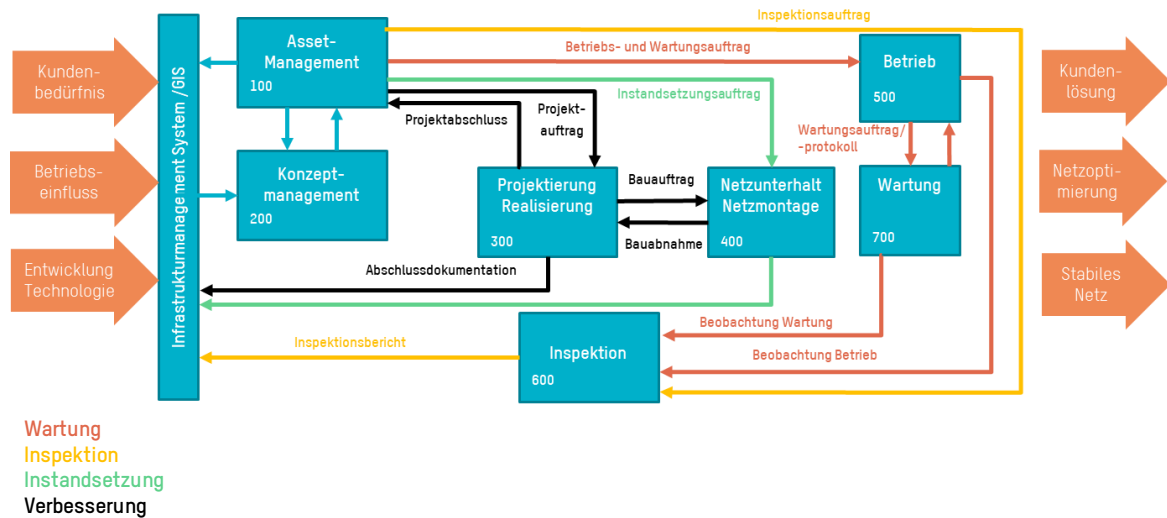 Kunden-
bedürfnis
Betriebs-
einfluss
Entwicklung
Technologie
Infrastrukturmanagement System /GIS
Asset-
Management
100
Konzept-
management
200
Inspektionsauftrag
Betriebs- und Wartungsauftrag
Instandsetzungsauftrag
Projektabschluss
Projekt-
auftrag
Projektierung
Realisierung
300
Bauauftrag
Bauabnahme
Netzunterhalt
Netzmontage
400
Betrieb
500
Wartungsauftrag/
-protokoll
Wartung
700
Abschlussdokumentation
Inspektionsbericht
Inspektion
600
Beobachtung Wartung
Beobachtung Betrieb
Kunden-
lösung
Netzopti-
mierung
Stabiles
Netz
Wartung
Inspektion
Instandsetzung
Verbesserung